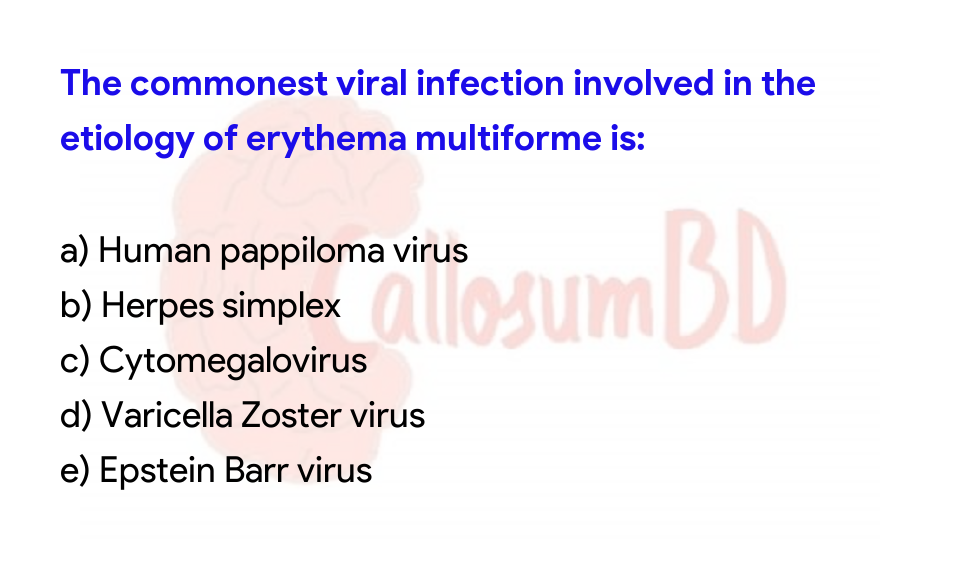 The commonest viral infection involved in the
etiology of erythema multiforme is:
a) Human pappiloma virus
b) Herpes simplex
c) Cytomegalovirus
d) Varicella Zoster virus
e) Epstein Barr virus
CallosumBD